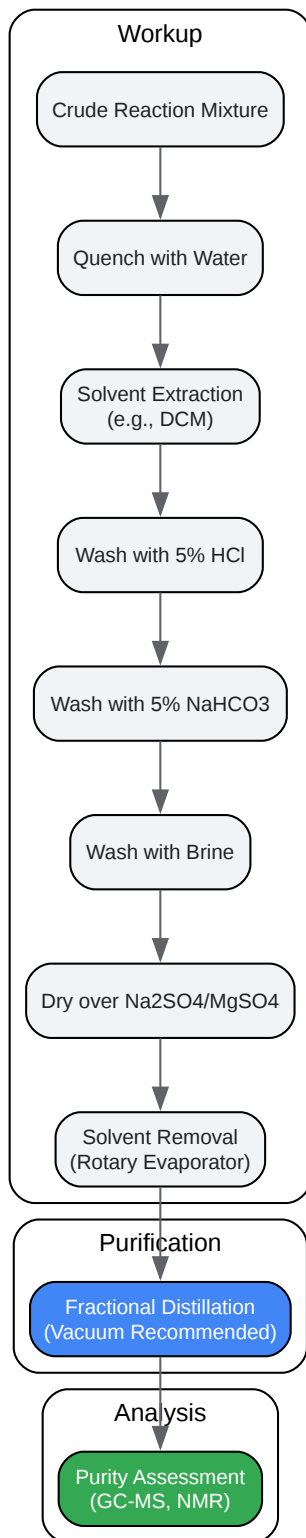 Workup
Crude Reaction Mixture
Quench with Water
Solvent Extraction
(e.g., DCM)
Wash with 5% HCl
Wash with 5% NaHCO3
Wash with Brine
Dry over Na2SO4/MgSO4
Solvent Removal
(Rotary Evaporator)
Purification
Fractional Distillation
(Vacuum Recommended)
Analysis
Purity Assessment
(GC-MS, NMR)